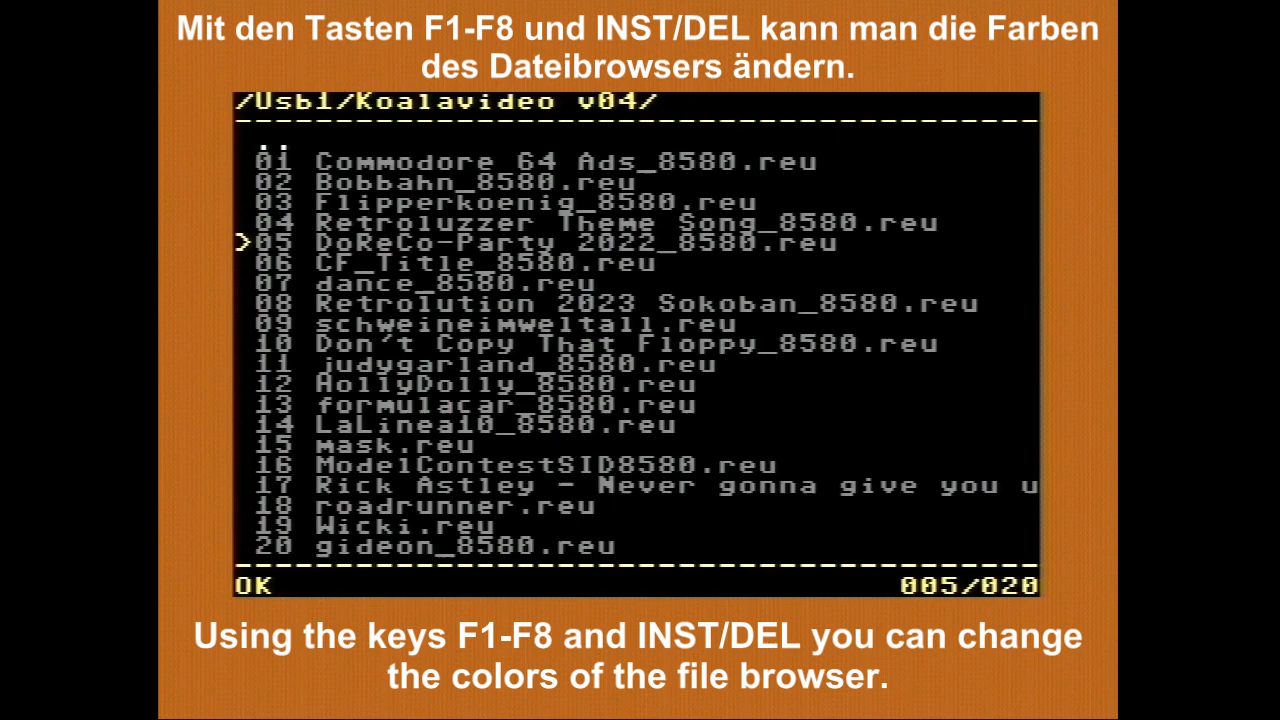 Mit den Tasten F1-F8 und INST/DEL kann man die Farben
des Dateibrowsers ändern.
/Usb1/Koalavideo v04/
..
01 Commodore 64 Ads_8580.reu
02 Bobbahn_8580.reu
03 Flipperkoenig_8580.reu
04 Retroluzzer Theme Song_8580.reu
>05 DoReCo-Party 2022_8580.reu
06 CF_Title_8580.reu
07 dance_8580.reu
08 Retrolution 2023 Sokoban_8580.reu
09 schweineimweltall.reu
10 Don't Copy That Floppy_8580.reu
11 judygarland_8580.reu
12 HollyDolly_8580.reu
13 formulacar_8580.reu
14 LaLinea10_8580.reu
15 mask.reu
16 ModelContestSID8580.reu
17 Rick Astley - Never gonna give you u
18 roadrunner.reu
19 Wicki.reu
20 gideon_8580.reu
OK 005/020
Using the keys F1-F8 and INST/DEL you can change
the colors of the file browser.